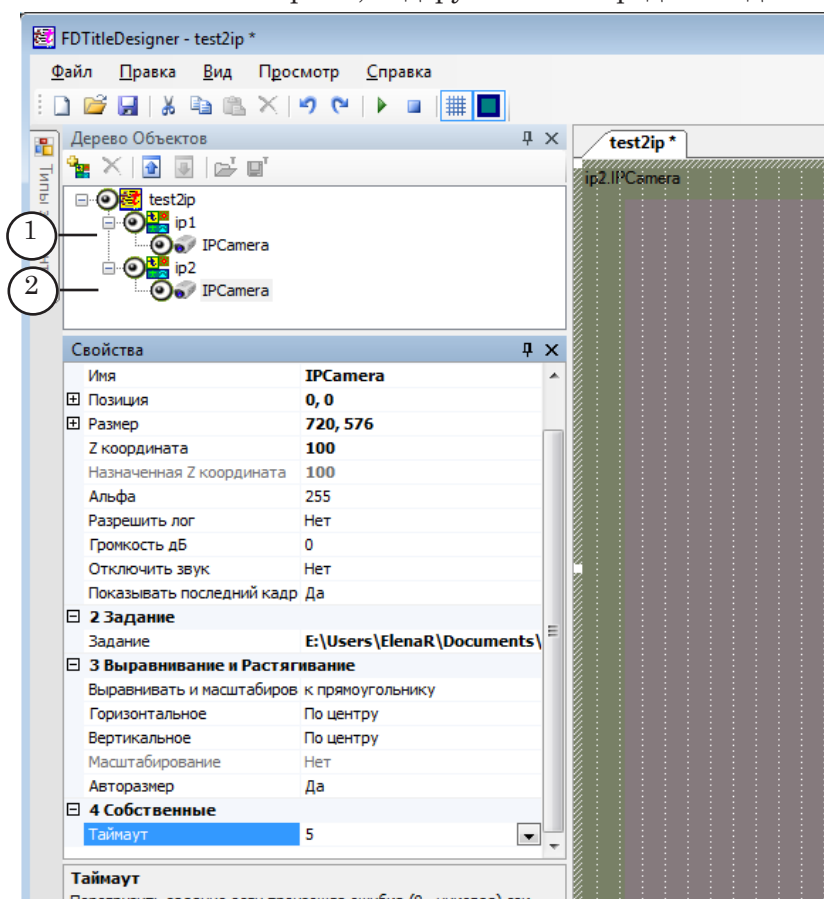 FDTitleDesigner - test2ip *
Файл Правка Вид Просмотр Справка
Дерево Объектов
test2ip *
Типы
ip2.IPCamera
test2ip
1
ip1
IPCamera
ip2
2
IPCamera
Свойства
Имя IPCamera
Позиция 0, 0
Размер 720, 576
Z координата 100
Назначенная Z координата 100
Альфа 255
Разрешить лог Нет
Громкость дБ 0
Отключить звук Нет
Показывать последний кадр Да
2 Задание
Задание E:\Users\ElenaR\Documents\
3 Выравнивание и Растягивание
Выравнивать и масштабиров к прямоугольнику
Горизонтальное По центру
Вертикальное По центру
Масштабирование Нет
Авторазмер Да
4 Собственные
Таймаут 5
Таймаут